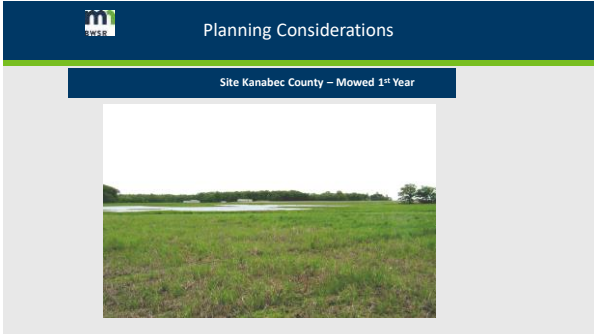 BWSR
Planning Considerations
Site Kanabec County – Mowed 1st Year